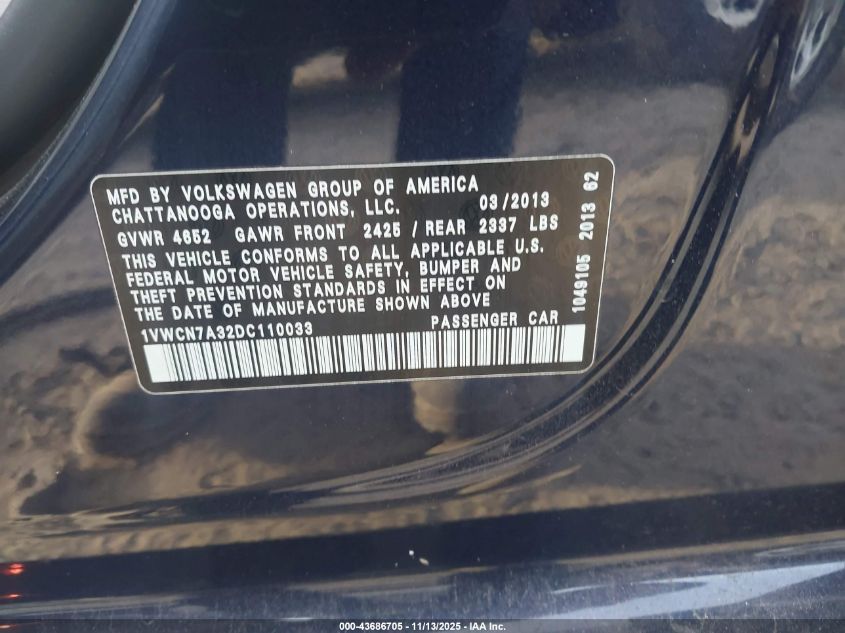 MFD BY VOLKSWAGEN GROUP OF AMERICA
CHATTANOOGA OPERATIONS, LLC. 03/2013
GVWR 4652 GAWR FRONT 2425 / REAR 2337 LBS
THIS VEHICLE CONFORMS TO ALL APPLICABLE U.S.
FEDERAL MOTOR VEHICLE SAFETY, BUMPER AND
THEFT PREVENTION STANDARDS IN EFFECT ON
THE DATE OF MANUFACTURE SHOWN ABOVE
1VWCN7A32DC110033 PASSENGER CAR
1049105 2013 62
000-43686705 - 11/13/2025 - IAA Inc.